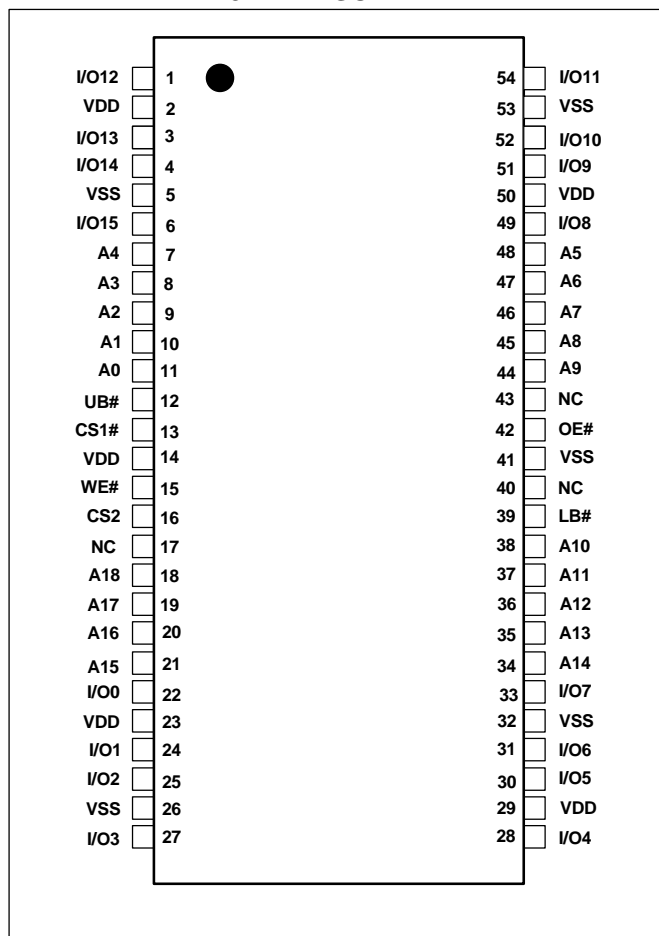 I/O12 1 54 I/O11
VDD 2 53 VSS
I/O13 3 52 I/O10
I/O14 4 51 I/O9
VSS 5 50 VDD
I/O15 6 49 I/O8
A4 7 48 A5
A3 8 47 A6
A2 9 46 A7
A1 10 45 A8
A0 11 44 A9
UB# 12 43 NC
CS1# 13 42 OE#
VDD 14 41 VSS
WE# 15 40 NC
CS2 16 39 LB#
NC 17 38 A10
A18 18 37 A11
A17 19 36 A12
A16 20 35 A13
A15 21 34 A14
I/O0 22 33 I/O7
VDD 23 32 VSS
I/O1 24 31 I/O6
I/O2 25 30 I/O5
VSS 26 29 VDD
I/O3 27 28 I/O4